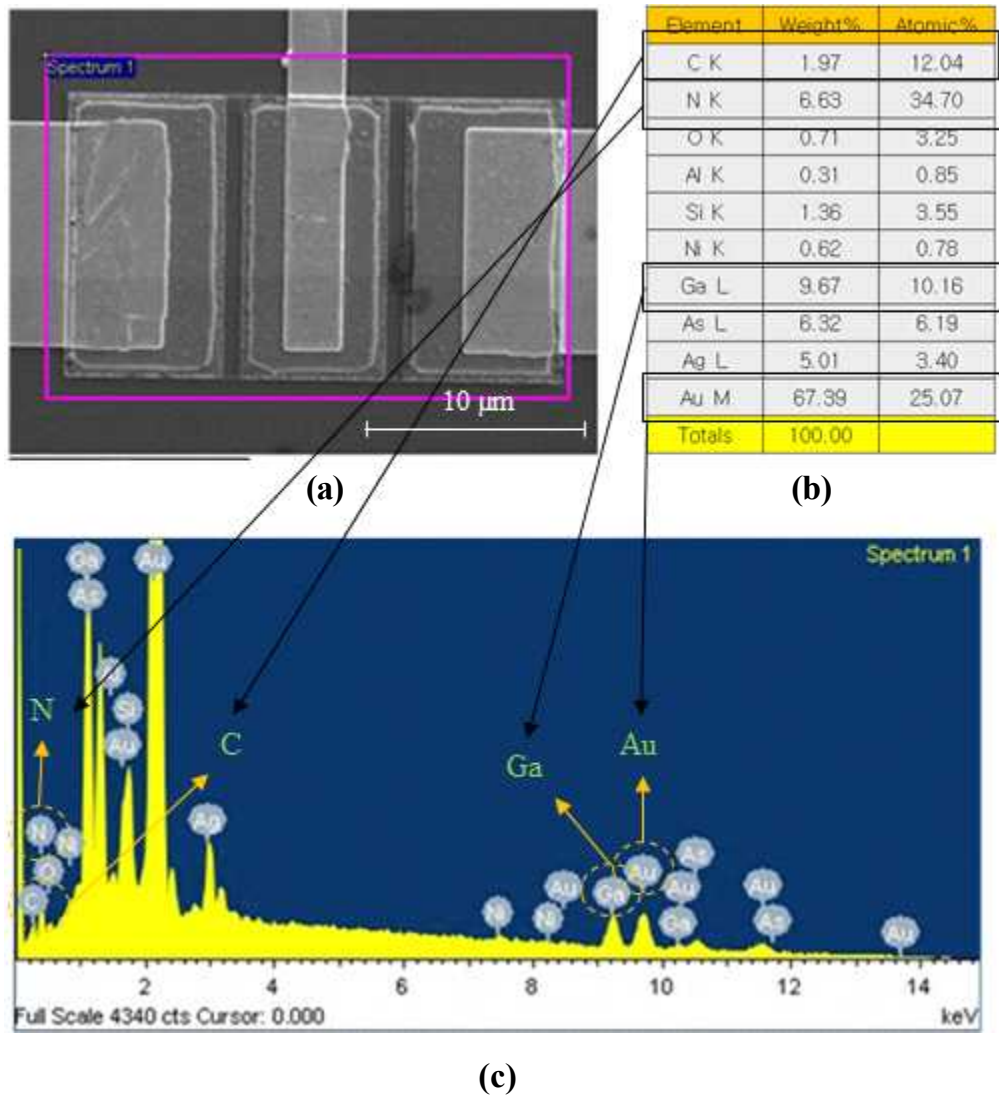 Spectrum 1
10 µm
(a)
Element Weight% Atomic%
C K 1.97 12.04
N K 6.63 34.70
O K 0.71 3.25
Al K 0.31 0.85
Si K 1.36 3.55
Ni K 0.62 0.78
Ga L 9.67 10.16
As L 6.32 6.19
Ag L 5.01 3.40
Au M 67.39 25.07
Totals 100.00
(b)
Spectrum 1
Ga Au
As
Al
N Si
Au C Ga Au
Ag
N
O
C
As
Au Au Au
Ga Au
Ni Ni Ga As Au
2 4 6 8 10 12 14
Full Scale 4340 cts Cursor: 0.000 keV
(c)